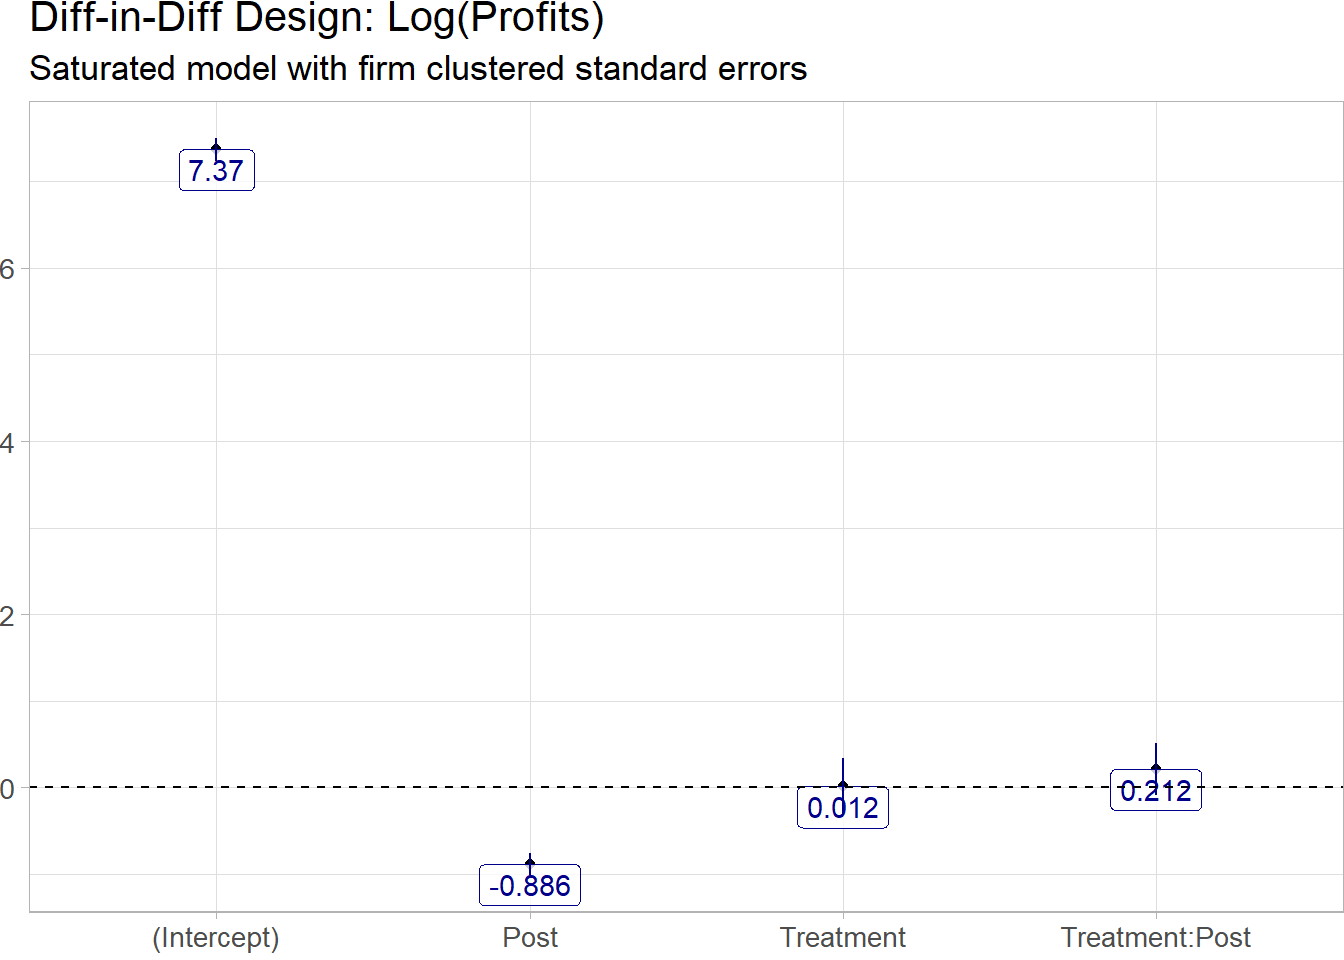 Diff-in-Diff Design: Log(Profits)
Saturated model with firm clustered standard errors
7.37
6
4
2
0
0.012
0.212
-0.886
(Intercept) Post Treatment Treatment:Post